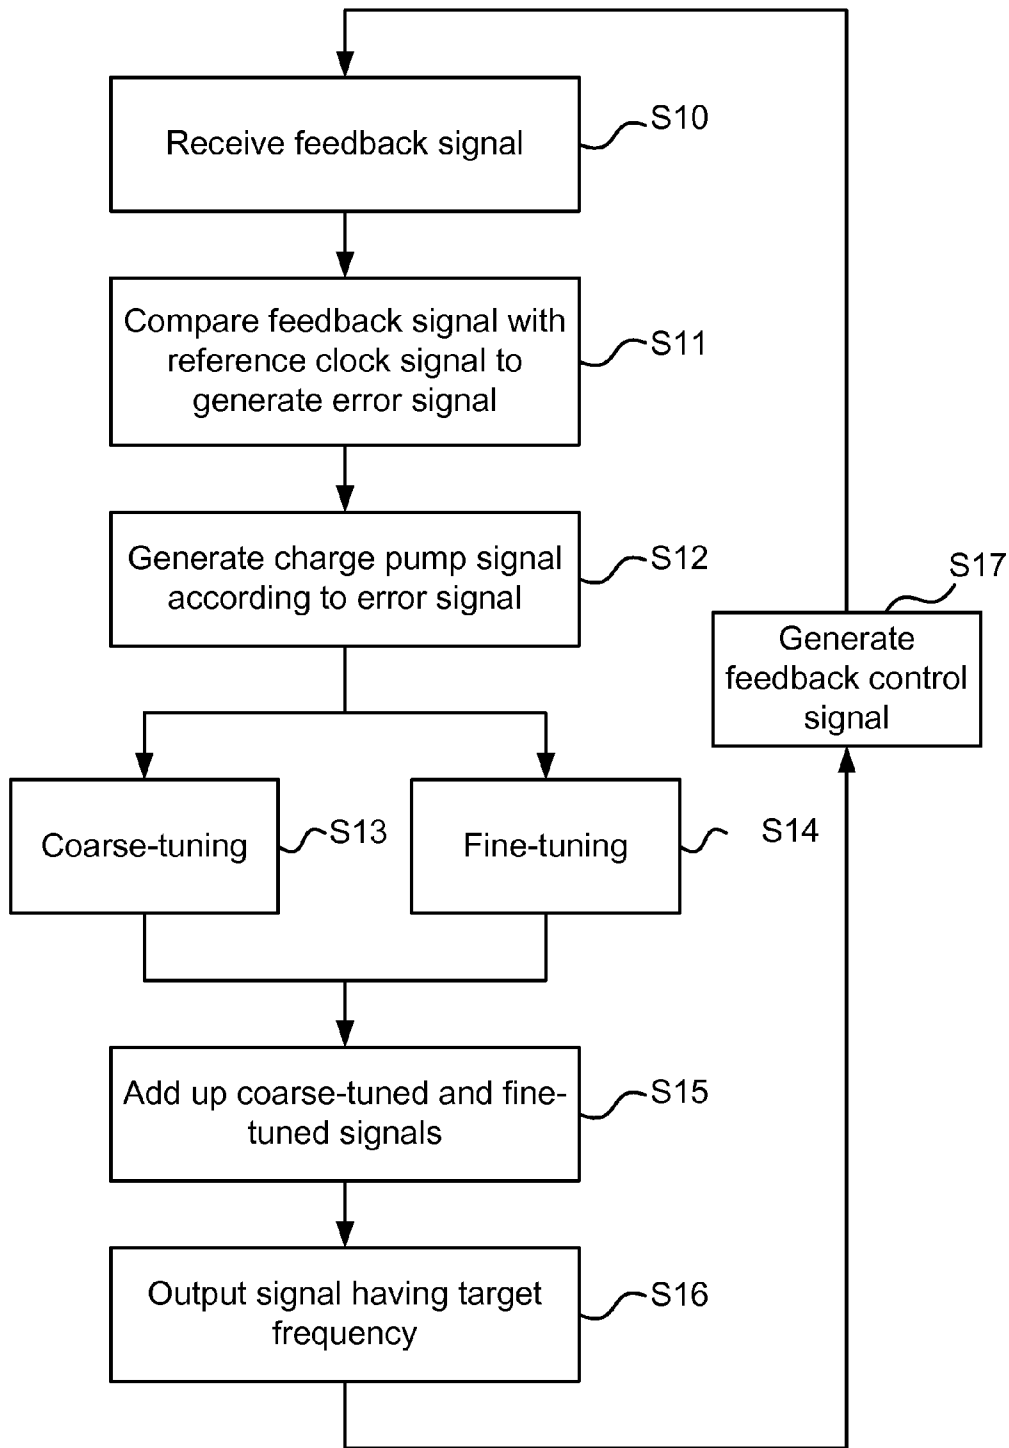 Receive feedback signal
S10
Compare feedback signal with
reference clock signal to
generate error signal
S11
Generate charge pump signal
according to error signal
S12
S17
Generate
feedback control
signal
Coarse-tuning
S13
Fine-tuning
S14
Add up coarse-tuned and fine-
tuned signals
S15
Output signal having target
frequency
S16